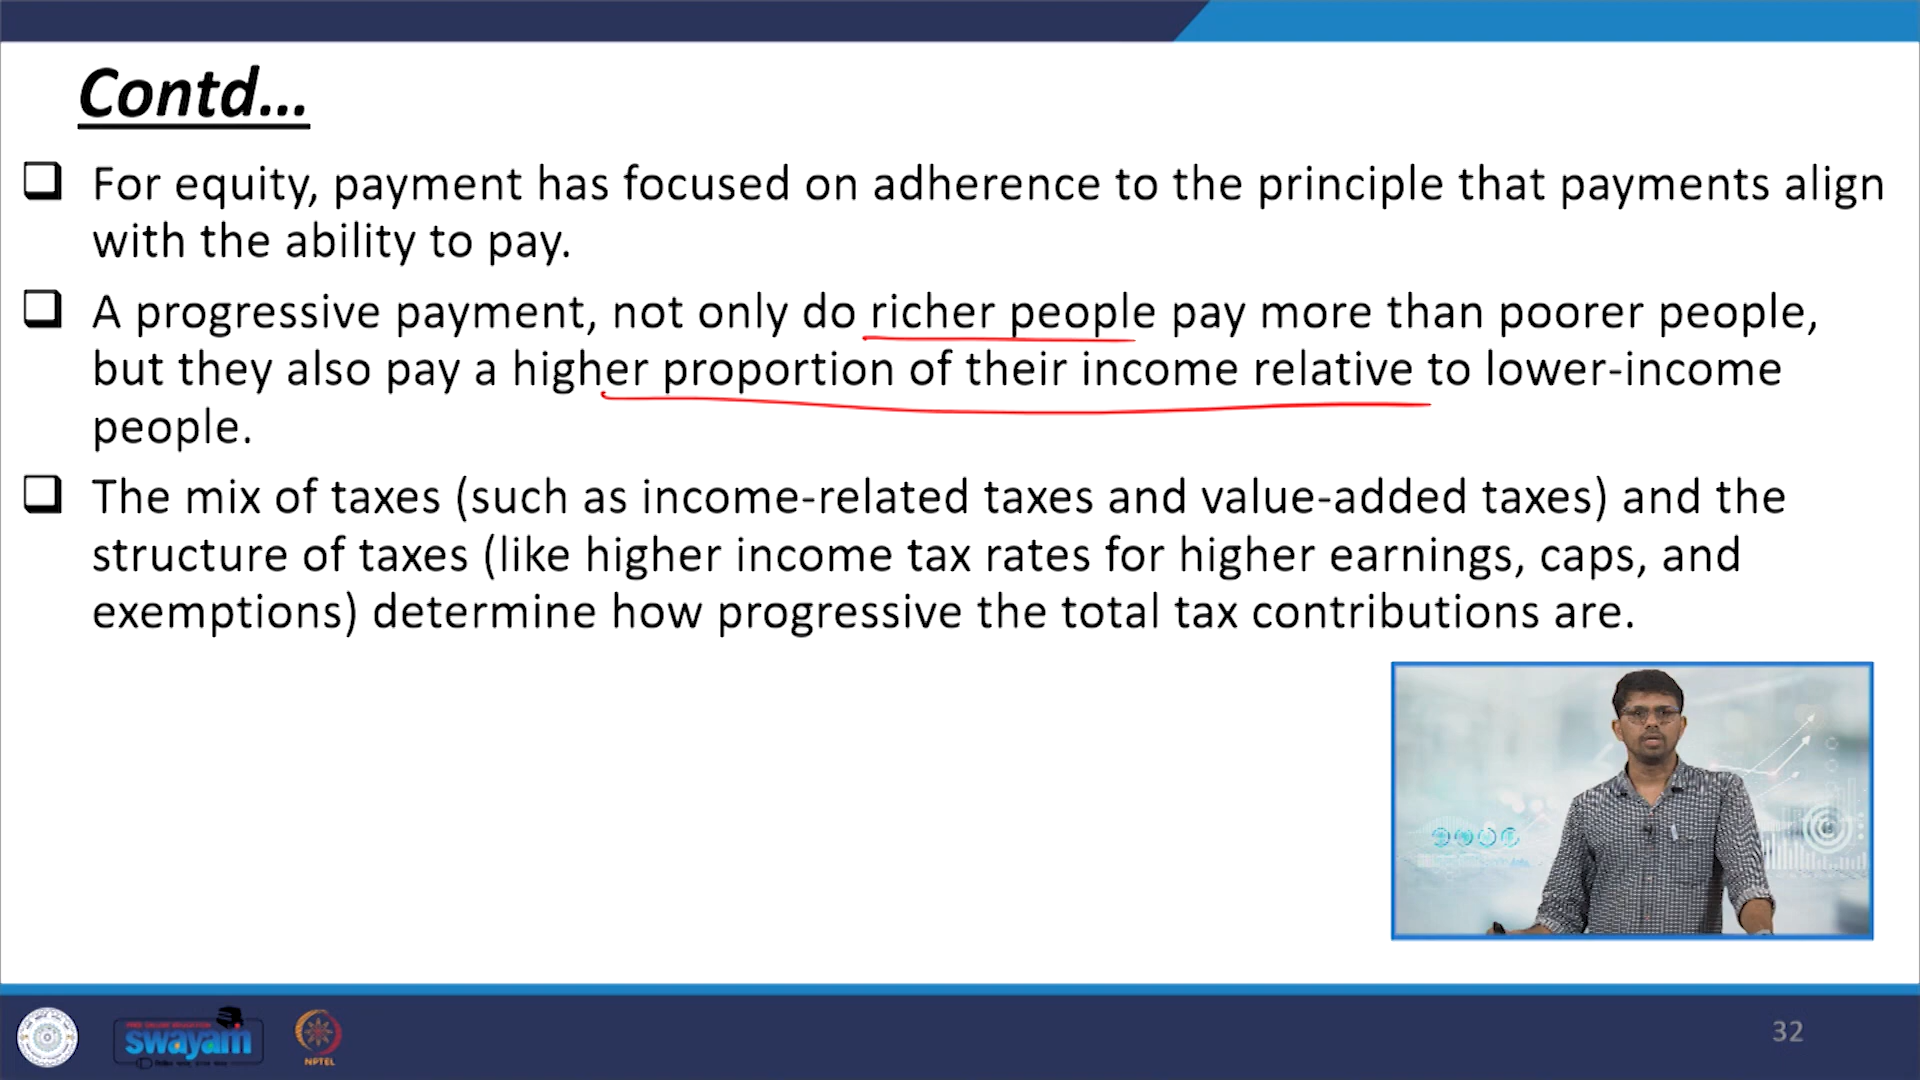 Contd...
❑ For equity, payment has focused on adherence to the principle that payments align
with the ability to pay.
❑ A progressive payment, not only do richer people pay more than poorer people,
but they also pay a higher proportion of their income relative to lower-income
people.
❑ The mix of taxes (such as income-related taxes and value-added taxes) and the
structure of taxes (like higher income tax rates for higher earnings, caps, and
exemptions) determine how progressive the total tax contributions are.
swayam
NPTEL
32